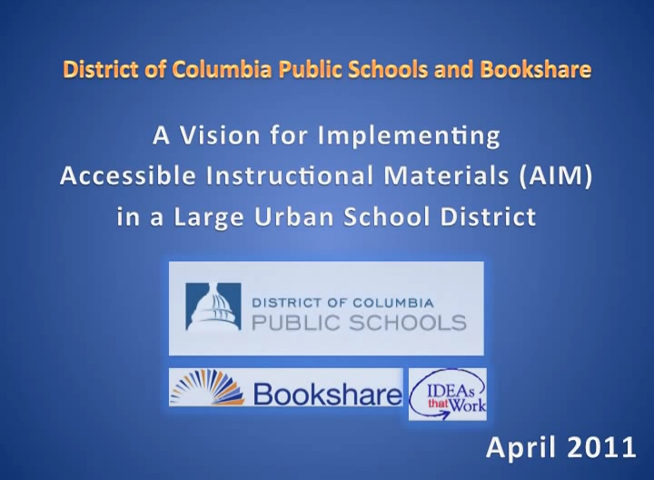 District of Columbia Public Schools and Bookshare
A Vision for Implementing
Accessible Instructional Materials (AIM)
in a Large Urban School District
DISTRICT OF COLUMBIA
PUBLIC SCHOOLS
Bookshare
IDEAs
that Work
April 2011